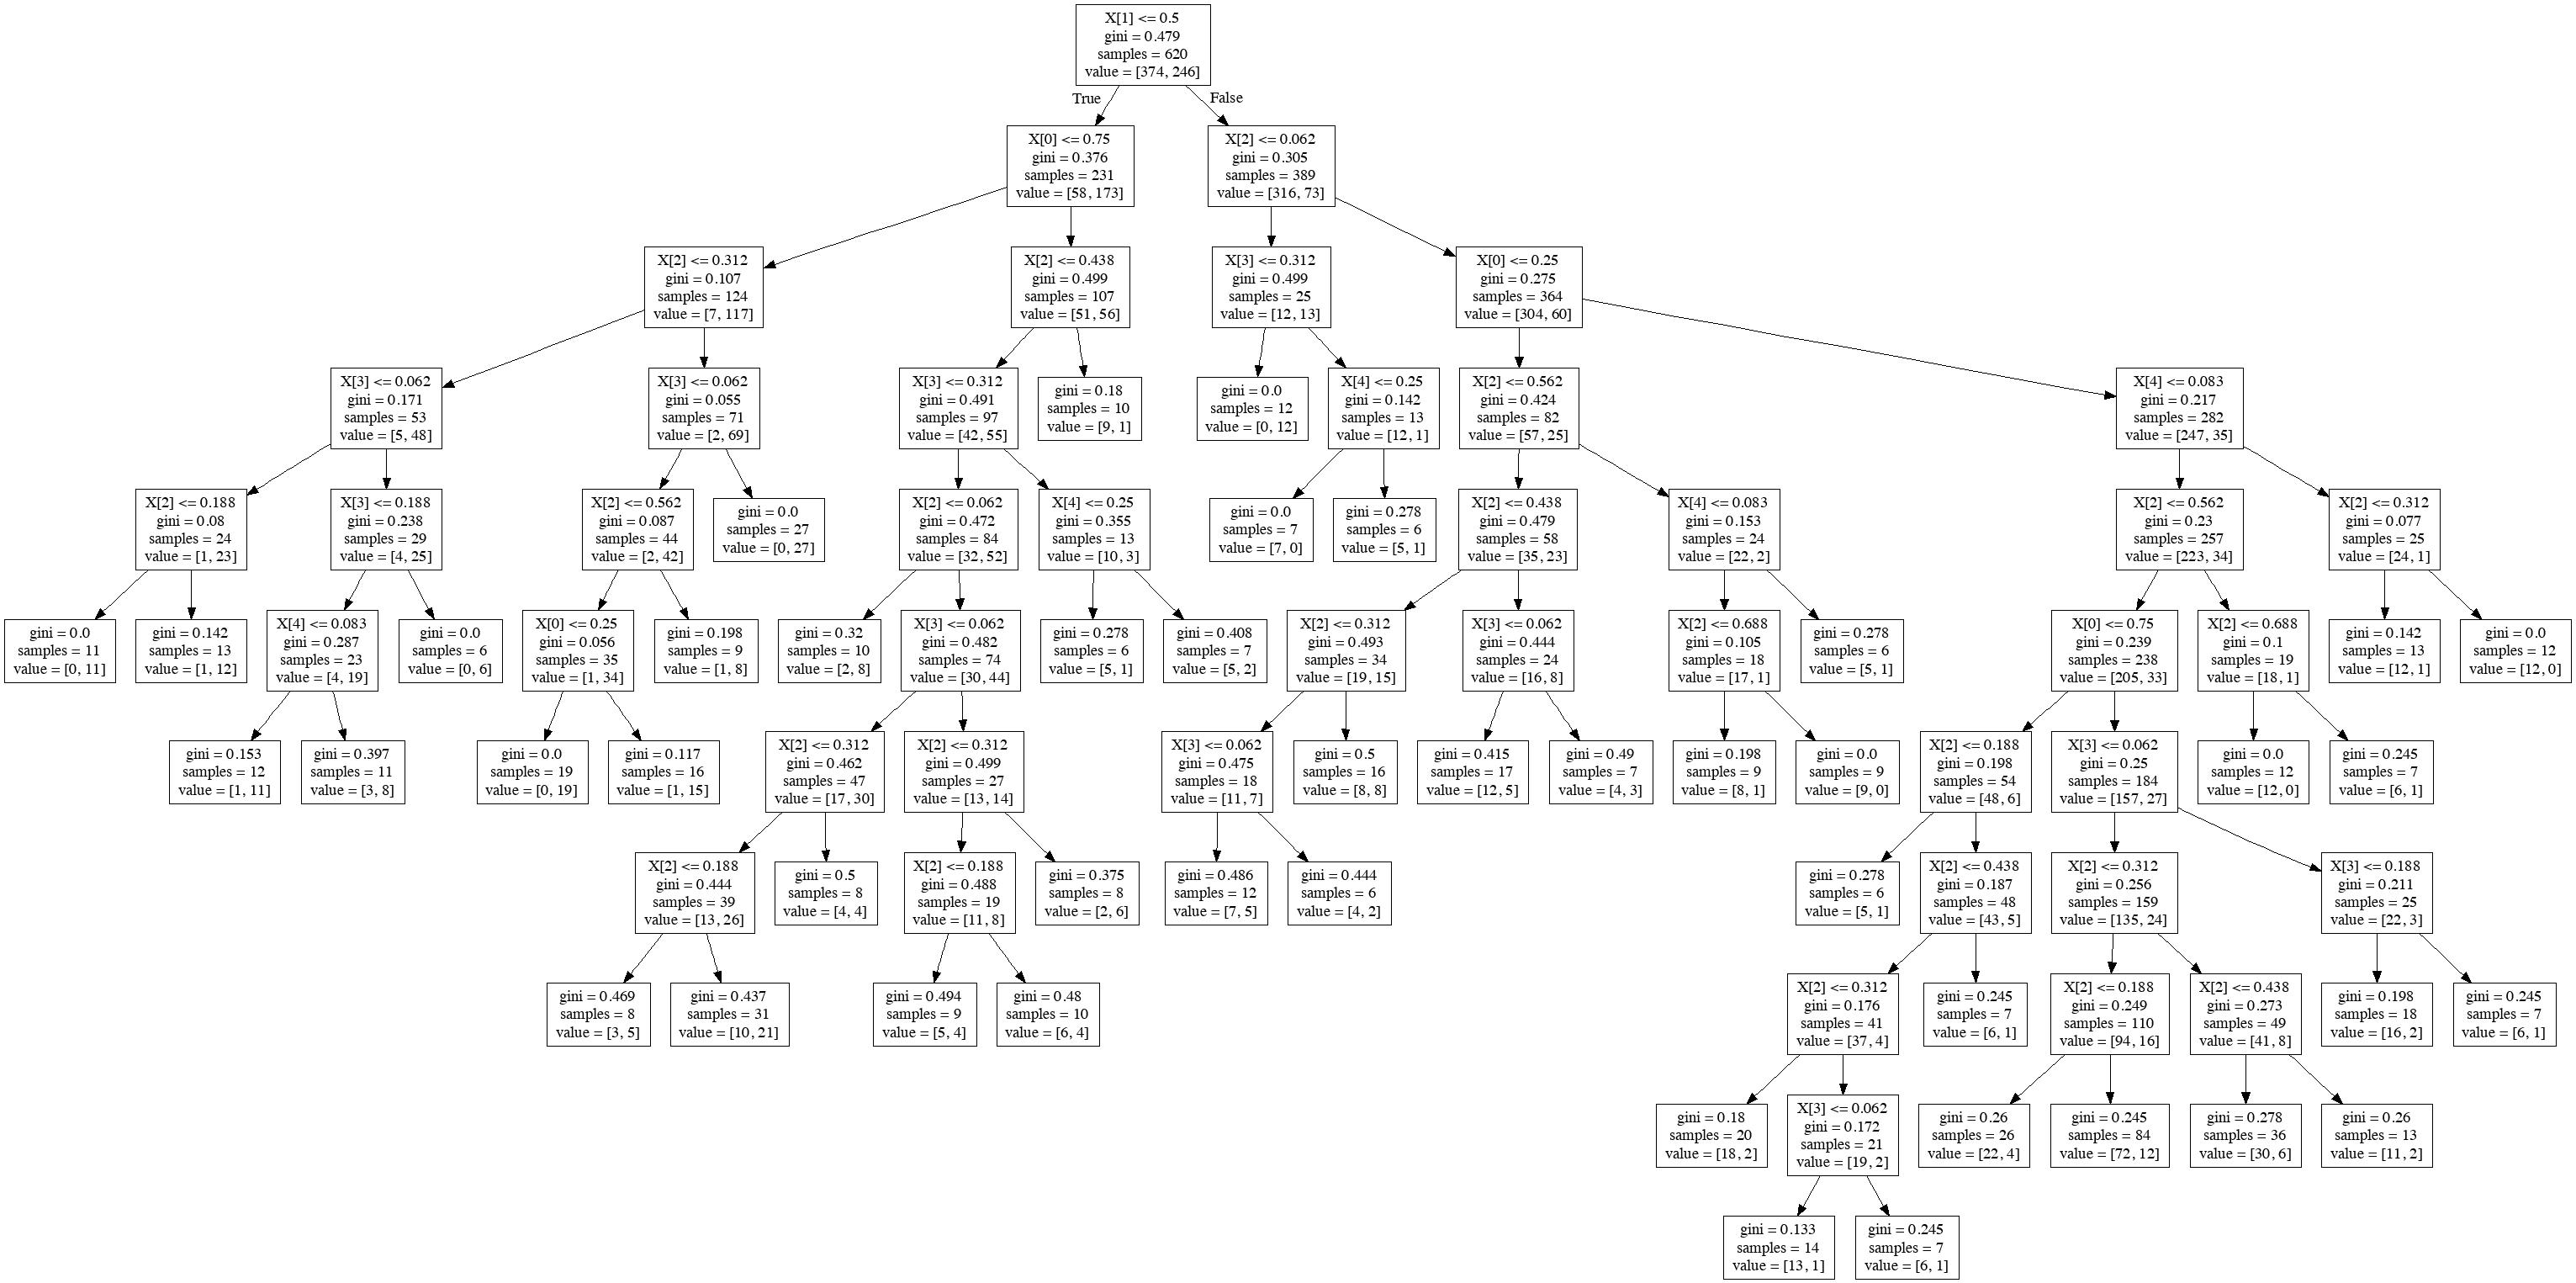 X[1] <= 0.5
gini = 0.479
samples = 620
value = [374, 246]
True
False
X[0] <= 0.75
gini = 0.376
samples = 231
value = [58, 173]
X[2] <= 0.062
gini = 0.305
samples = 389
value = [316, 73]
X[2] <= 0.312
gini = 0.107
samples = 124
value = [7, 117]
X[2] <= 0.438
gini = 0.499
samples = 107
value = [51, 56]
X[3] <= 0.312
gini = 0.499
samples = 25
value = [12, 13]
X[0] <= 0.25
gini = 0.275
samples = 364
value = [304, 60]
X[3] <= 0.062
gini = 0.171
samples = 53
value = [5, 48]
X[3] <= 0.062
gini = 0.055
samples = 71
value = [2, 69]
X[3] <= 0.312
gini = 0.491
samples = 97
value = [42, 55]
gini = 0.18
samples = 10
value = [9, 1]
gini = 0.0
samples = 12
value = [0, 12]
X[4] <= 0.25
gini = 0.142
samples = 13
value = [12, 1]
X[2] <= 0.562
gini = 0.424
samples = 82
value = [57, 25]
X[4] <= 0.083
gini = 0.217
samples = 282
value = [247, 35]
X[2] <= 0.188
gini = 0.08
samples = 24
value = [1, 23]
X[3] <= 0.188
gini = 0.238
samples = 29
value = [4, 25]
X[2] <= 0.562
gini = 0.087
samples = 44
value = [2, 42]
gini = 0.0
samples = 27
value = [0, 27]
X[2] <= 0.062
gini = 0.472
samples = 84
value = [32, 52]
X[4] <= 0.25
gini = 0.355
samples = 13
value = [10, 3]
gini = 0.0
samples = 7
value = [7, 0]
gini = 0.278
samples = 6
value = [5, 1]
X[2] <= 0.438
gini = 0.479
samples = 58
value = [35, 23]
X[4] <= 0.083
gini = 0.153
samples = 24
value = [22, 2]
X[2] <= 0.562
gini = 0.23
samples = 257
value = [223, 34]
X[2] <= 0.312
gini = 0.077
samples = 25
value = [24, 1]
gini = 0.0
samples = 11
value = [0, 11]
gini = 0.142
samples = 13
value = [1, 12]
X[4] <= 0.083
gini = 0.287
samples = 23
value = [4, 19]
gini = 0.0
samples = 6
value = [0, 6]
X[0] <= 0.25
gini = 0.056
samples = 35
value = [1, 34]
gini = 0.198
samples = 9
value = [1, 8]
gini = 0.32
samples = 10
value = [2, 8]
X[3] <= 0.062
gini = 0.482
samples = 74
value = [30, 44]
gini = 0.278
samples = 6
value = [5, 1]
gini = 0.408
samples = 7
value = [5, 2]
X[2] <= 0.312
gini = 0.493
samples = 34
value = [19, 15]
X[3] <= 0.062
gini = 0.444
samples = 24
value = [16, 8]
X[2] <= 0.688
gini = 0.105
samples = 18
value = [17, 1]
gini = 0.278
samples = 6
value = [5, 1]
X[0] <= 0.75
gini = 0.239
samples = 238
value = [205, 33]
X[2] <= 0.688
gini = 0.1
samples = 19
value = [18, 1]
gini = 0.142
samples = 13
value = [12, 1]
gini = 0.0
samples = 12
value = [12, 0]
gini = 0.153
samples = 12
value = [1, 11]
gini = 0.397
samples = 11
value = [3, 8]
gini = 0.0
samples = 19
value = [0, 19]
gini = 0.117
samples = 16
value = [1, 15]
X[2] <= 0.312
gini = 0.462
samples = 47
value = [17, 30]
X[2] <= 0.312
gini = 0.499
samples = 27
value = [13, 14]
X[3] <= 0.062
gini = 0.475
samples = 18
value = [11, 7]
gini = 0.5
samples = 16
value = [8, 8]
gini = 0.415
samples = 17
value = [12, 5]
gini = 0.49
samples = 7
value = [4, 3]
gini = 0.198
samples = 9
value = [8, 1]
gini = 0.0
samples = 9
value = [9, 0]
X[2] <= 0.188
gini = 0.198
samples = 54
value = [48, 6]
X[3] <= 0.062
gini = 0.25
samples = 184
value = [157, 27]
gini = 0.0
samples = 12
value = [12, 0]
gini = 0.245
samples = 7
value = [6, 1]
X[2] <= 0.188
gini = 0.444
samples = 39
value = [13, 26]
gini = 0.5
samples = 8
value = [4, 4]
X[2] <= 0.188
gini = 0.488
samples = 19
value = [11, 8]
gini = 0.375
samples = 8
value = [2, 6]
gini = 0.486
samples = 12
value = [7, 5]
gini = 0.444
samples = 6
value = [4, 2]
gini = 0.278
samples = 6
value = [5, 1]
X[2] <= 0.438
gini = 0.187
samples = 48
value = [43, 5]
X[2] <= 0.312
gini = 0.256
samples = 159
value = [135, 24]
X[3] <= 0.188
gini = 0.211
samples = 25
value = [22, 3]
gini = 0.469
samples = 8
value = [3, 5]
gini = 0.437
samples = 31
value = [10, 21]
gini = 0.494
samples = 9
value = [5, 4]
gini = 0.48
samples = 10
value = [6, 4]
X[2] <= 0.312
gini = 0.176
samples = 41
value = [37, 4]
gini = 0.245
samples = 7
value = [6, 1]
X[2] <= 0.188
gini = 0.249
samples = 110
value = [94, 16]
X[2] <= 0.438
gini = 0.273
samples = 49
value = [41, 8]
gini = 0.198
samples = 18
value = [16, 2]
gini = 0.245
samples = 7
value = [6, 1]
gini = 0.18
samples = 20
value = [18, 2]
X[3] <= 0.062
gini = 0.172
samples = 21
value = [19, 2]
gini = 0.26
samples = 26
value = [22, 4]
gini = 0.245
samples = 84
value = [72, 12]
gini = 0.278
samples = 36
value = [30, 6]
gini = 0.26
samples = 13
value = [11, 2]
gini = 0.133
samples = 14
value = [13, 1]
gini = 0.245
samples = 7
value = [6, 1]